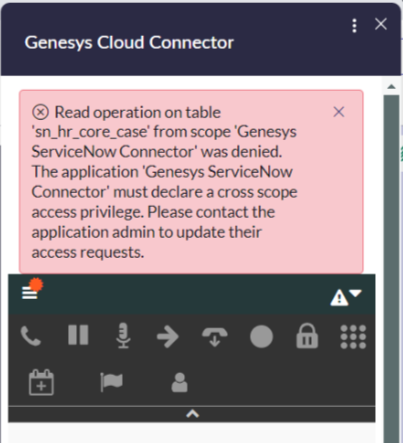 Genesys Cloud Connector
Read operation on table
'sn_hr_core_case' from scope 'Genesys
ServiceNow Connector' was denied.
The application 'Genesys ServiceNow
Connector' must declare a cross scope
access privilege. Please contact the
application admin to update their
access requests.